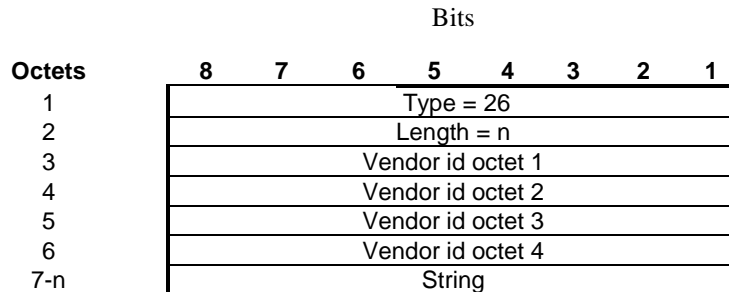 Bits
Octets 8 7 6 5 4 3 2 1
1 Type = 26
2 Length = n
3 Vendor id octet 1
4 Vendor id octet 2
5 Vendor id octet 3
6 Vendor id octet 4
7-n String